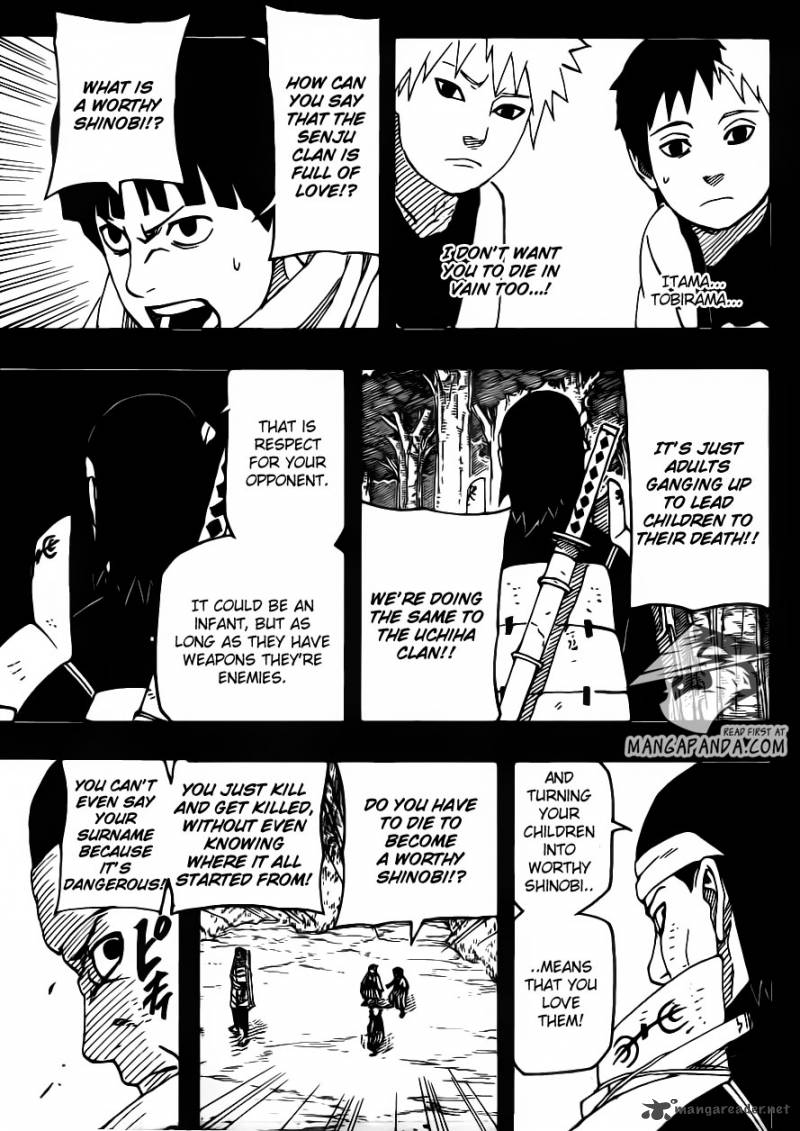 ITAMA...
TOBIRAMA...
I DON'T WANT
YOU TO DIE IN
VAIN TOO...!
HOW CAN
YOU SAY
THAT THE
SENJU
CLAN IS
FULL OF
LOVE!?
WHAT IS
A WORTHY
SHINOBI!?
IT'S JUST
ADULTS
GANGING UP
TO LEAD
CHILDREN TO
THEIR DEATH!!
WE'RE DOING
THE SAME TO
THE UCHIHA
CLAN!!
THAT IS
RESPECT
FOR YOUR
OPPONENT.
IT COULD BE AN
INFANT, BUT AS
LONG AS THEY HAVE
WEAPONS THEY'RE
ENEMIES.
READ FIRST AT
MANGAPANDA.COM
AND
TURNING
YOUR
CHILDREN
INTO
WORTHY
SHINOBI..
..MEANS
THAT YOU
LOVE
THEM!
DO YOU HAVE
TO DIE TO
BECOME
A WORTHY
SHINOBI!?
YOU JUST KILL
AND GET KILLED,
WITHOUT EVEN
KNOWING
WHERE IT ALL
STARTED FROM!
YOU CAN'T
EVEN SAY
YOUR
SURNAME
BECAUSE
IT'S
DANGEROUS!
ピキッ
mangareader.net